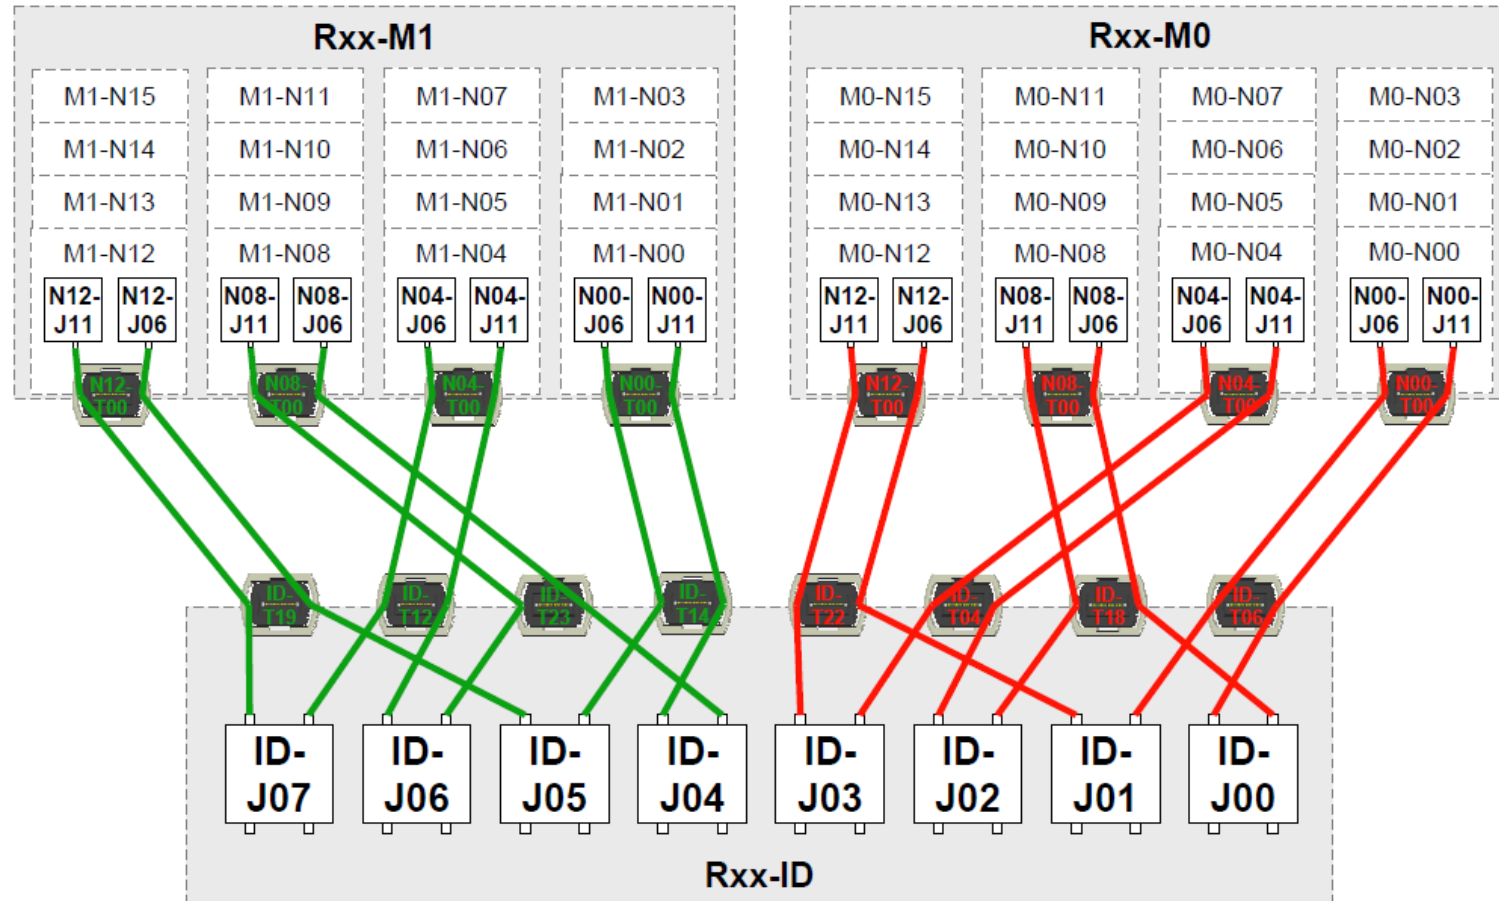 Rxx-M1
Rxx-M0
M1-N15
M1-N11
M1-N07
M1-N03
M0-N15
M0-N11
M0-N07
M0-N03
M1-N14
M1-N10
M1-N06
M1-N02
M0-N14
M0-N10
M0-N06
M0-N02
M1-N13
M1-N09
M1-N05
M1-N01
M0-N13
M0-N09
M0-N05
M0-N01
M1-N12
M1-N08
M1-N04
M1-N00
M0-N12
M0-N08
M0-N04
M0-N00
N12-
J11
N12-
J06
N08-
J11
N08-
J06
N04-
J06
N04-
J11
N00-
J06
N00-
J11
N12-
J11
N12-
J06
N08-
J11
N08-
J06
N04-
J06
N04-
J11
N00-
J06
N00-
J11
N12-
T00
N08-
T00
N04-
T00
N00-
T00
N12-
T00
N08-
T00
N04-
T00
N00-
T00
ID-
T19
ID-
T12
ID-
T23
ID-
T14
ID-
T22
ID-
T04
ID-
T18
ID-
T06
ID-
J07
ID-
J06
ID-
J05
ID-
J04
ID-
J03
ID-
J02
ID-
J01
ID-
J00
Rxx-ID